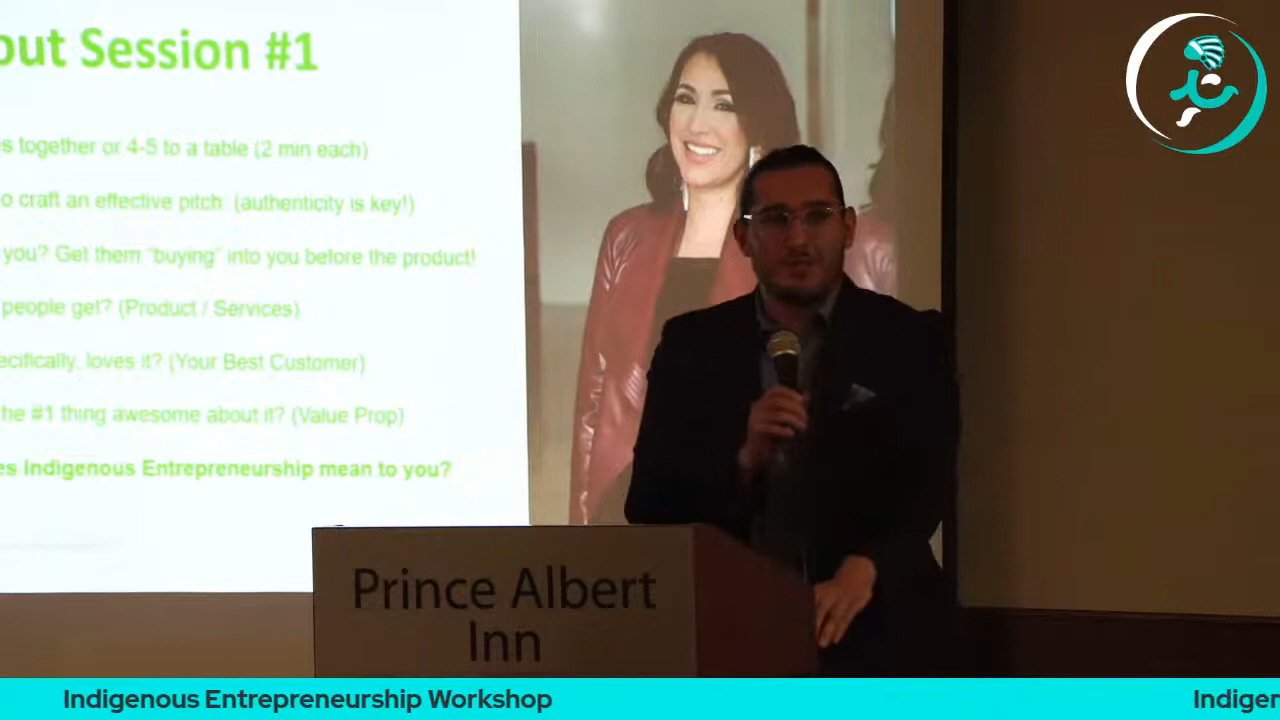 out Session #1
s together or 4-5 to a table (2 min each)
o craft an effective pitch: (authenticity is key!)
you? Get them "buying" into you before the product!
people get? (Product / Services)
ecifically, loves it? (Your Best Customer)
he #1 thing awesome about it? (Value Prop)
es Indigenous Entrepreneurship mean to you?
Prince Albert
Inn
Indigenous Entrepreneurship Workshop
Indiger